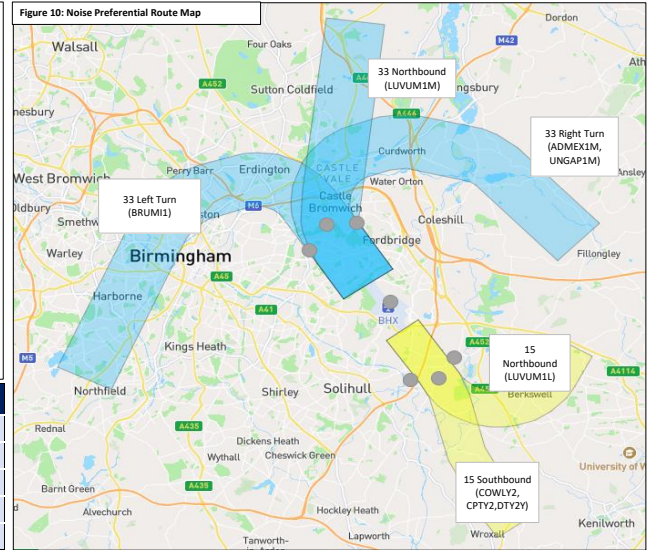 Figure 10: Noise Preferential Route Map
Dordon
Walsall
Four Oaks
M42
Ath
A452
Sutton Coldfield
33 Northbound
(LUVUM1M)
ngsbury
nesbury
A446
33 Right Turn
(ADMEX1M,
UNGAP1M)
Curdworth
Perry Barr
Erdington
CASTLE
VALE
Water Orton
Ansley
West Bromwich
33 Left Turn
(BRUMI1)
Castle
Bromwich
Oldbury
ston
M6
Coleshill
Smethw
Fordbridge
Warley
Birmingham
Fillongley
A45
Harborne
BHX
A41
M5
Kings Heath
A452
15
Northbound
(LUVUM1L)
A4114
Northfield
Shirley
Solihull
A45
Berkswell
Rednal
A435
Dickens Heath
Wythall
Cheswick Green
University of W
15 Southbound
(COWLY2,
CPTY2,DTY2Y)
Barnt Green
A435
Alvechurch
Hockley Heath
Kenilworth
d
Lapworth
Wroxall
Tanworth-